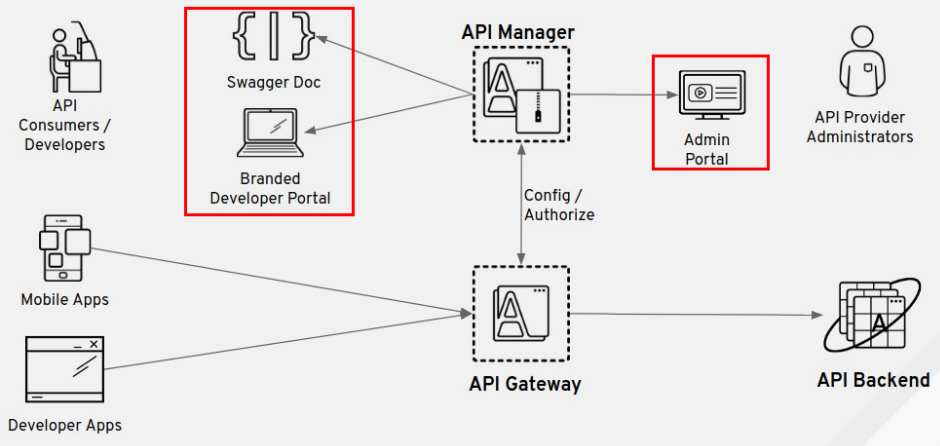 API Manager
Swagger Doc
API
Consumers /
Developers
Branded
Developer Portal
Admin
Portal
API Provider
Administrators
Config /
Authorize
Mobile Apps
API Gateway
A
API Backend
Developer Apps